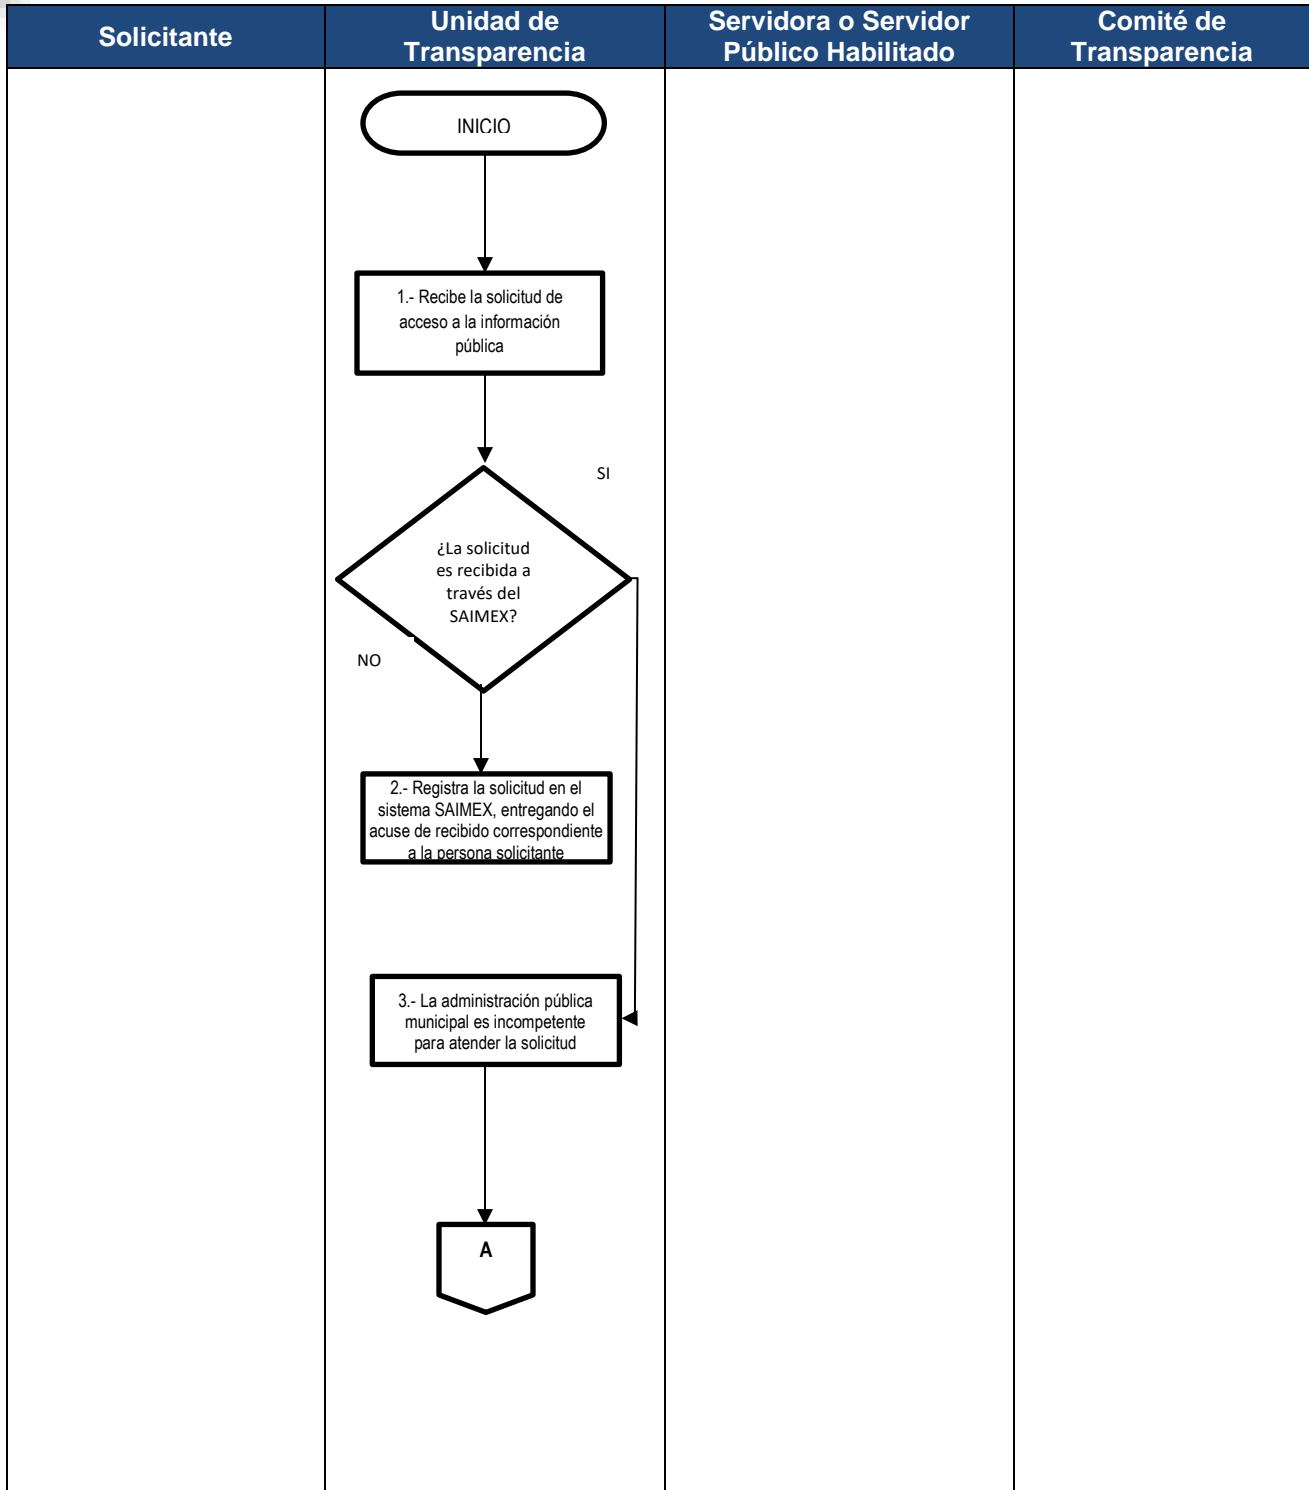 Solicitante
Unidad de
Transparencia
Servidora o Servidor
Público Habilitado
Comité de
Transparencia
INICIO
1.- Recibe la solicitud de
acceso a la información
pública
SI
¿La solicitud
es recibida a
través del
SAIMEX?
NO
2.- Registra la solicitud en el
sistema SAIMEX, entregando el
acuse de recibido correspondiente
a la persona solicitante
3.- La administración pública
municipal es incompetente
para atender la solicitud
A